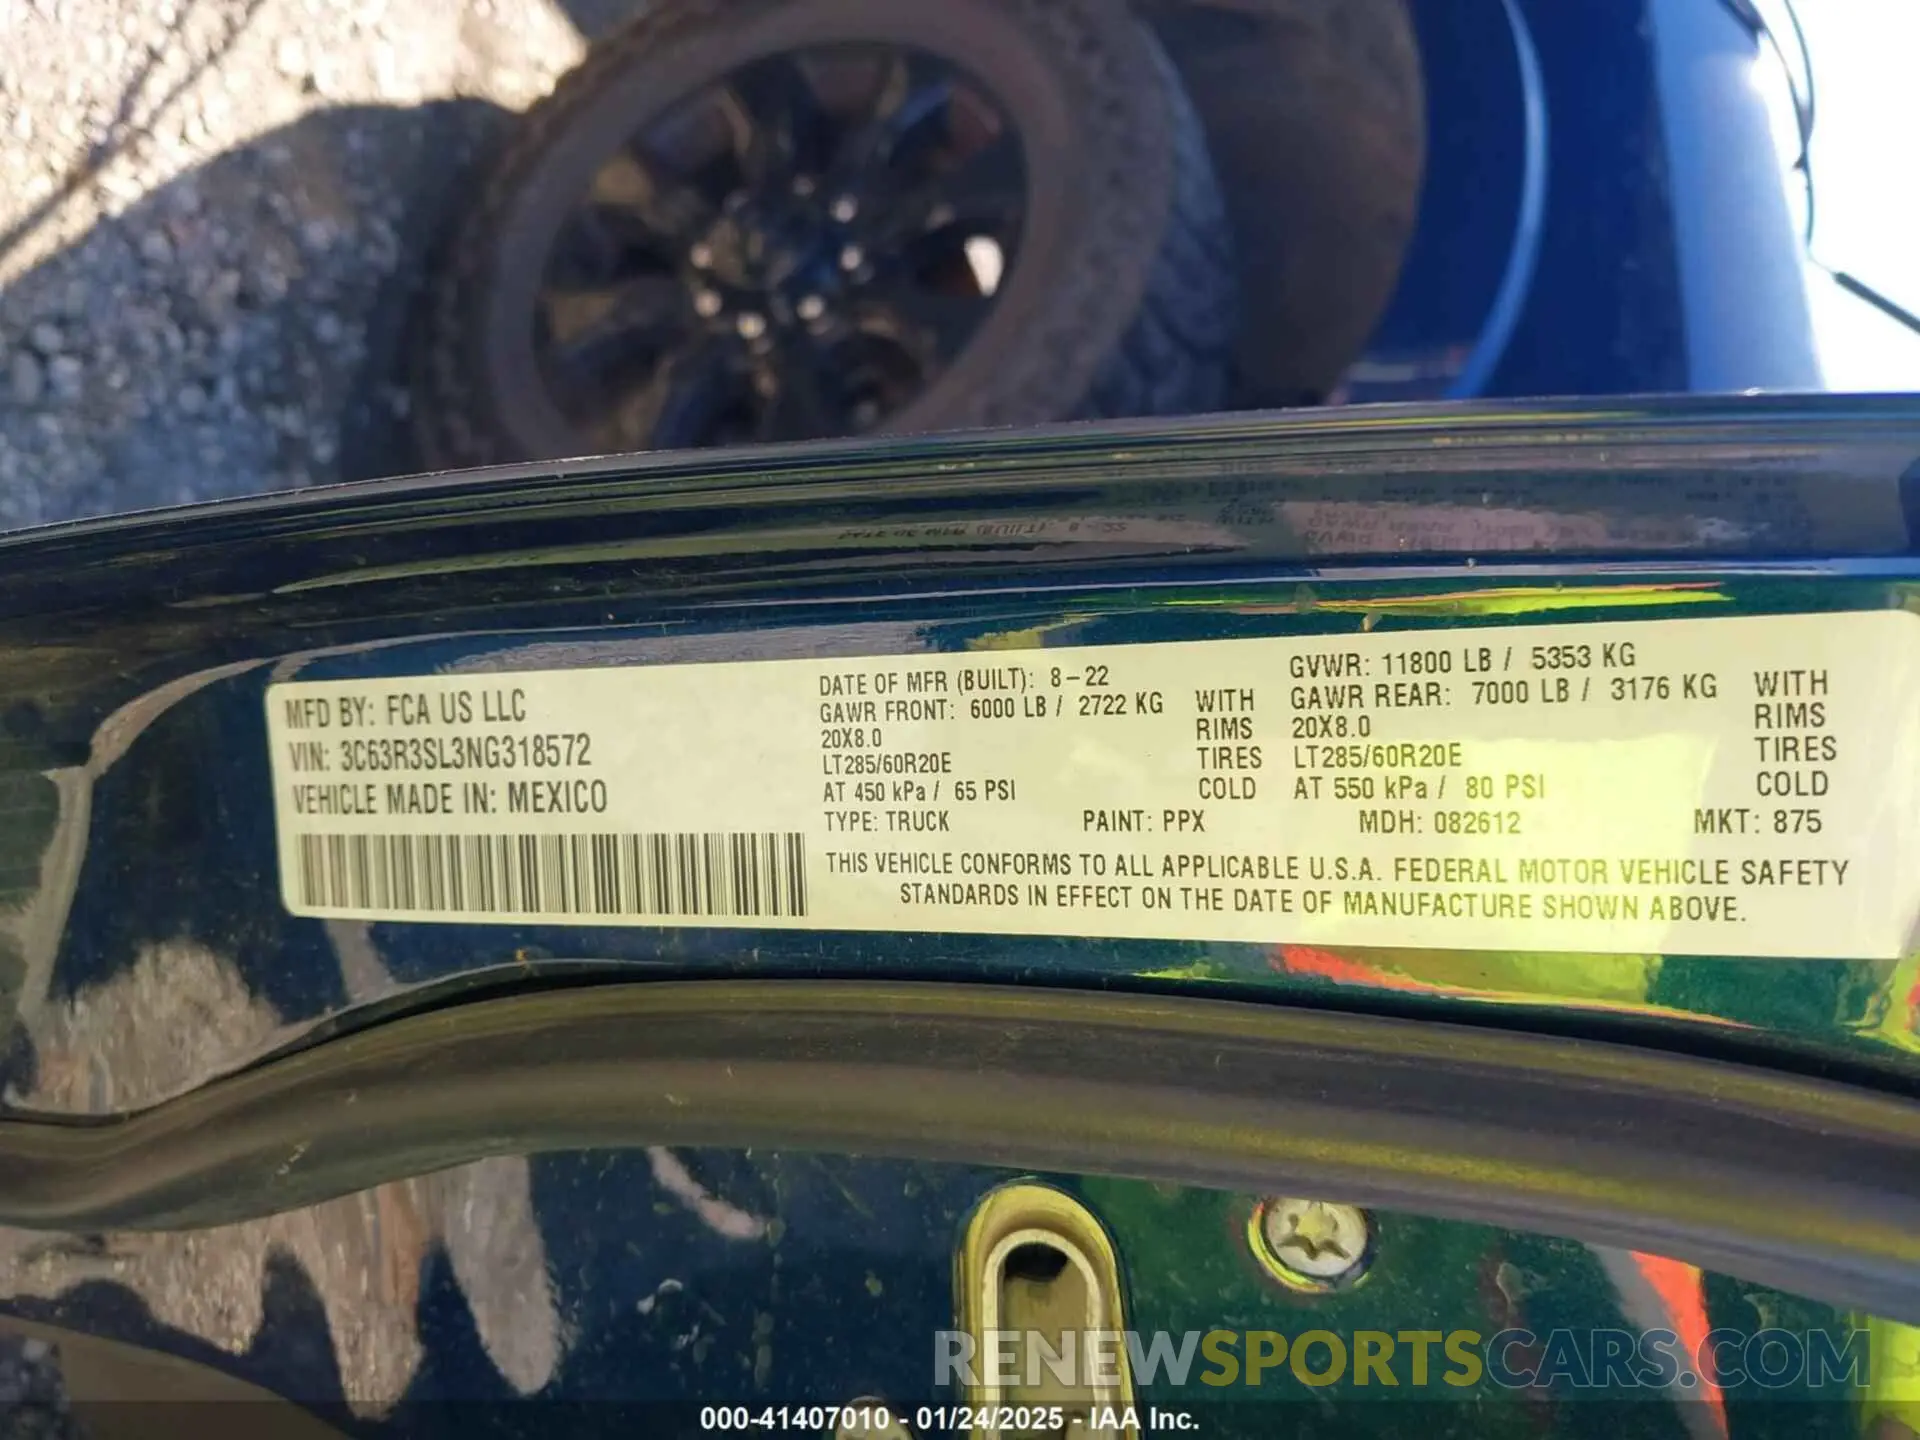 MFD BY: FCA US LLC
VIN: 3C63R3SL3NG318572
VEHICLE MADE IN: MEXICO
DATE OF MFR (BUILT): 8-22
GAWR FRONT: 6000 LB / 2722 KG WITH
20X8.0 RIMS
LT285/60R20E TIRES
AT 450 kPa / 65 PSI COLD
GVWR: 11800 LB / 5353 KG
GAWR REAR: 7000 LB / 3176 KG WITH
20X8.0 RIMS
LT285/60R20E TIRES
AT 550 kPa / 80 PSI COLD
TYPE: TRUCK PAINT: PPX MDH: 082612 MKT: 875
THIS VEHICLE CONFORMS TO ALL APPLICABLE U.S.A. FEDERAL MOTOR VEHICLE SAFETY
STANDARDS IN EFFECT ON THE DATE OF MANUFACTURE SHOWN ABOVE.
RENEWSPORTSCARS.COM
000-41407010 - 01/24/2025 - IAA Inc.